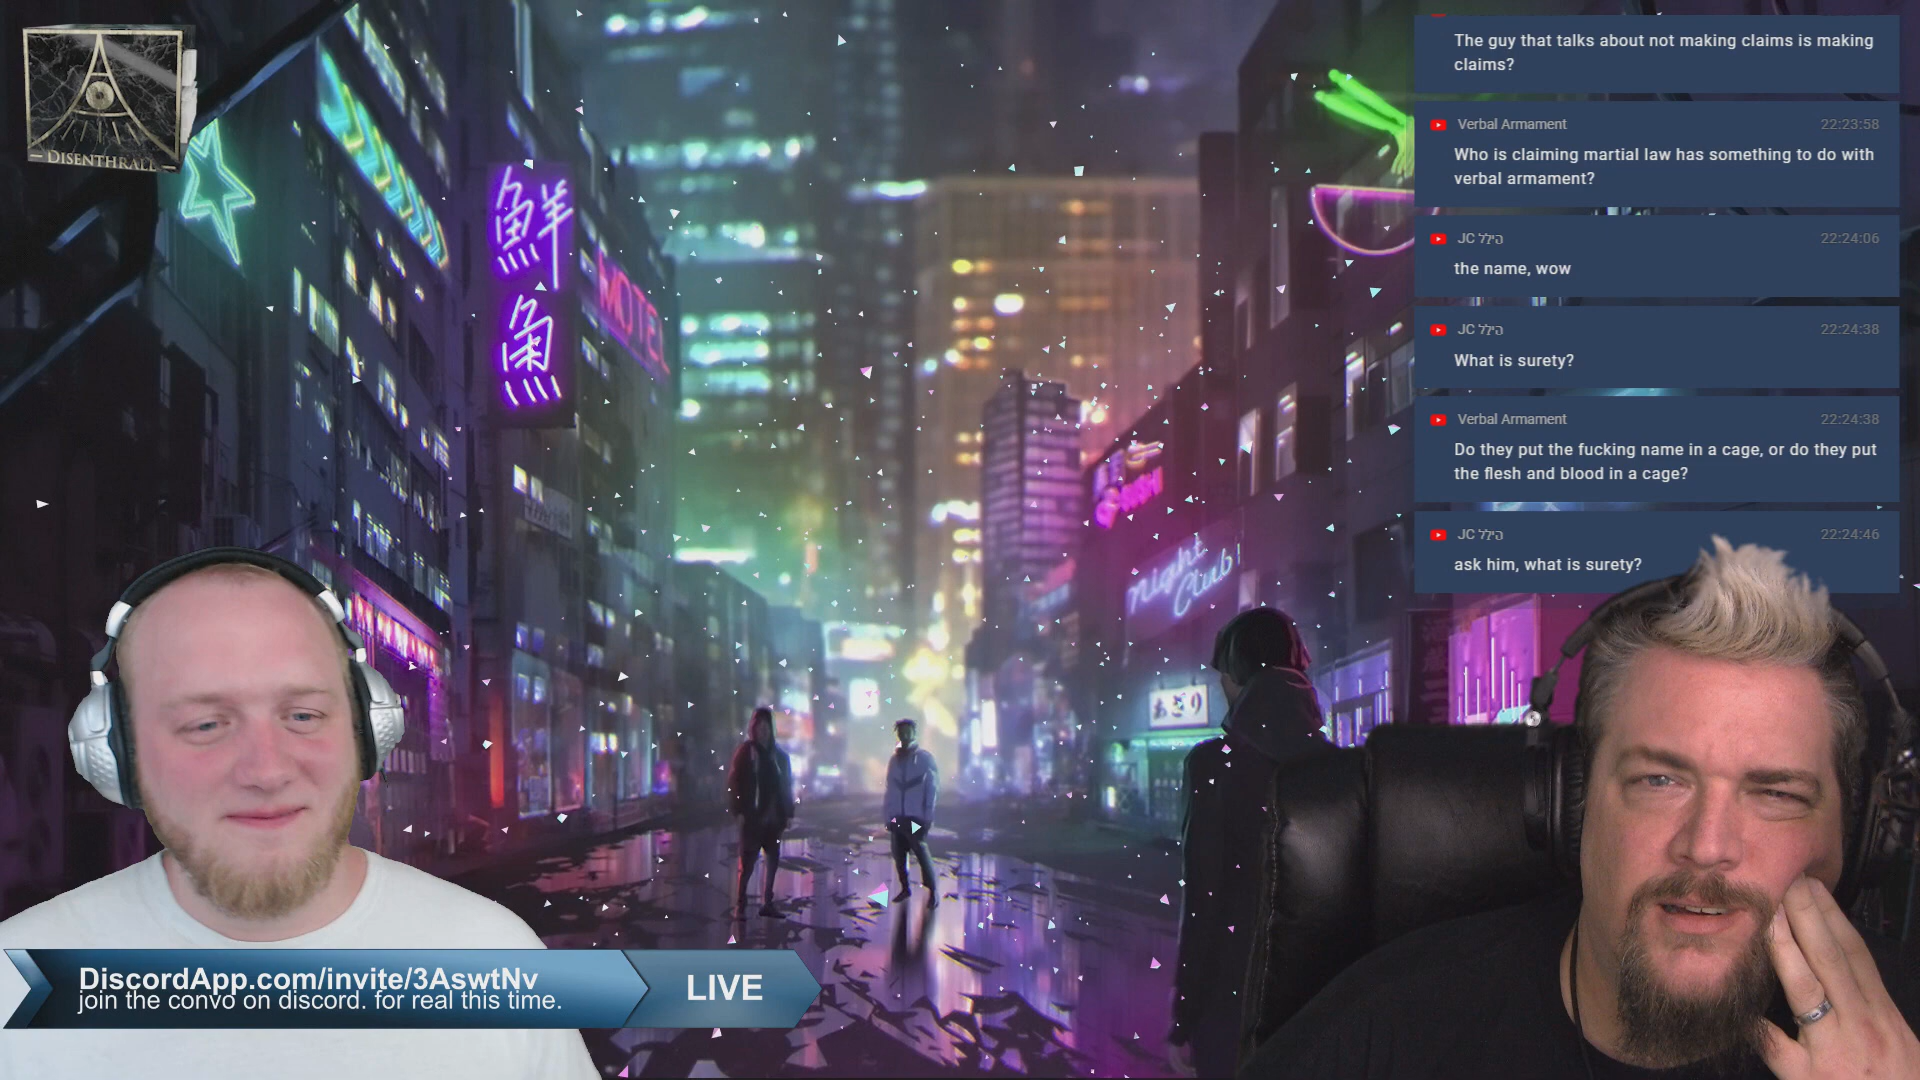 DISENTHRALL
鮮
魚
MOTEL
night
Club!
あざり
The guy that talks about not making claims is making
claims?
Verbal Armament 22:23:58
Who is claiming martial law has something to do with
verbal armament?
JC הילל 22:24:06
the name, wow
JC הילל 22:24:38
What is surety?
Verbal Armament 22:24:38
Do they put the fucking name in a cage, or do they put
the flesh and blood in a cage?
JC הילל 22:24:46
ask him, what is surety?
DiscordApp.com/invite/3AswtNv
join the convo on discord. for real this time.
LIVE